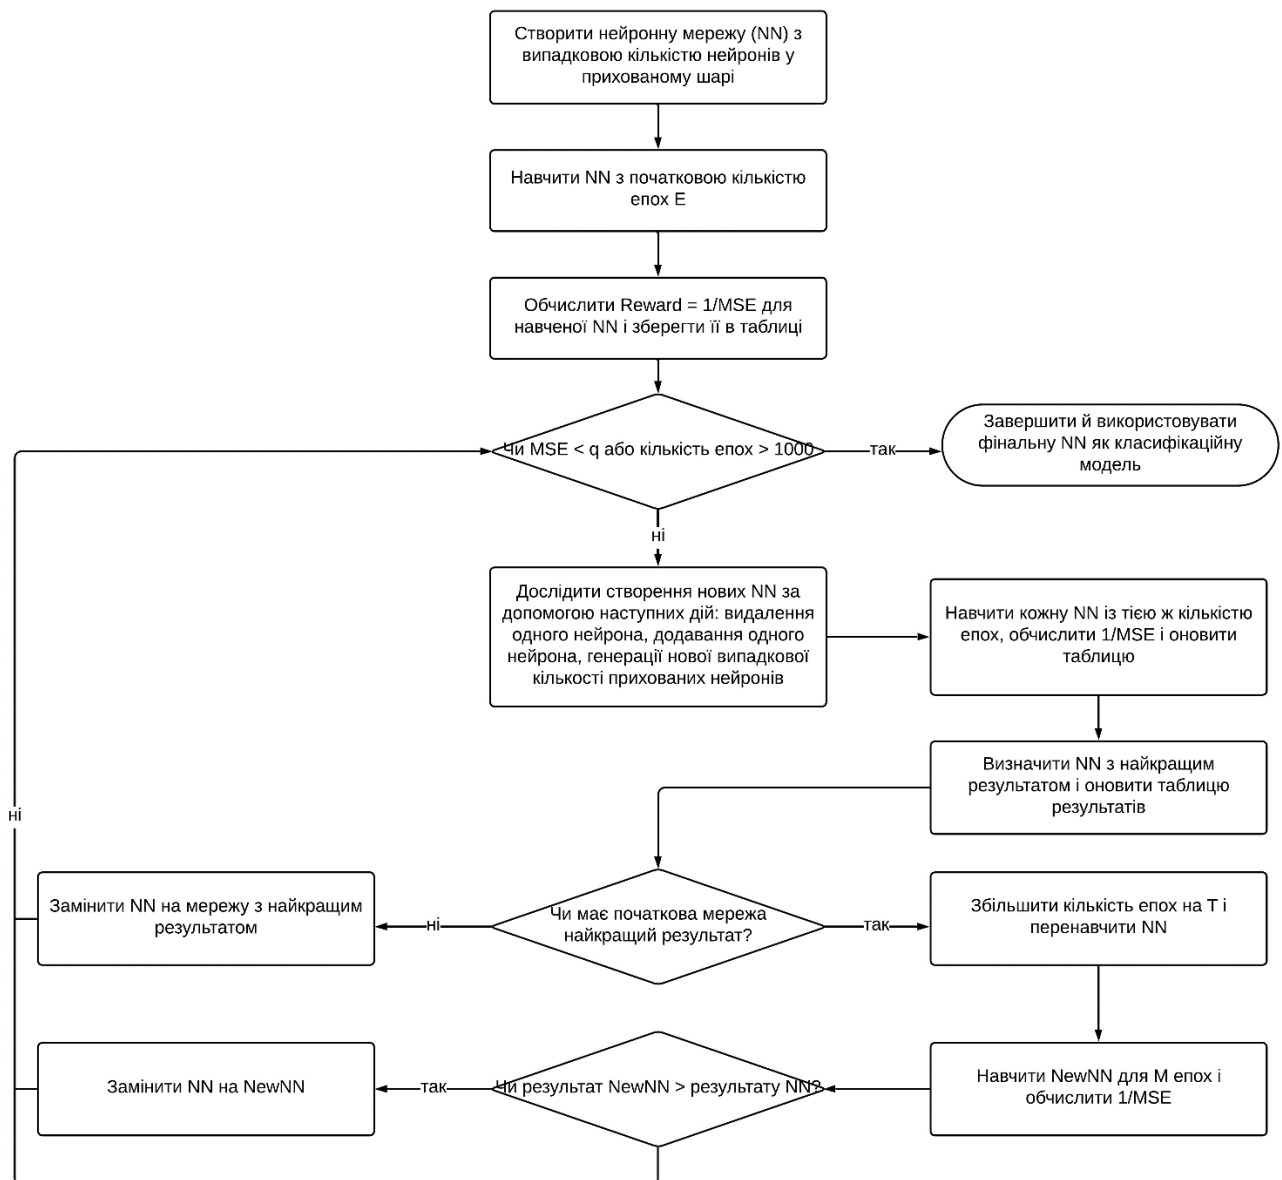 Створити нейронну мережу (NN) з
випадковою кількістю нейронів у
прихованому шарі
Навчити NN з початковою кількістю
епох E
Обчислити Reward = 1/MSE для
навченої NN і зберегти її в таблиці
Чи MSE < q або кількість епох > 1000
так
Завершити й використовувати
фінальну NN як класифікаційну
модель
ні
Дослідити створення нових NN за
допомогою наступних дій: видалення
одного нейрона, додавання одного
нейрона, генерації нової випадкової
кількості прихованих нейронів
Навчити кожну NN із тією ж кількістю
епох, обчислити 1/MSE і оновити
таблицю
Визначити NN з найкращим
результатом і оновити таблицю
результатів
ні
Замінити NN на мережу з найкращим
результатом
ні
Чи має початкова мережа
найкращий результат?
так
Збільшити кількість епох на T і
перенавчити NN
Замінити NN на NewNN
так
Чи результат NewNN > результату NN?
Навчити NewNN для M епох і
обчислити 1/MSE